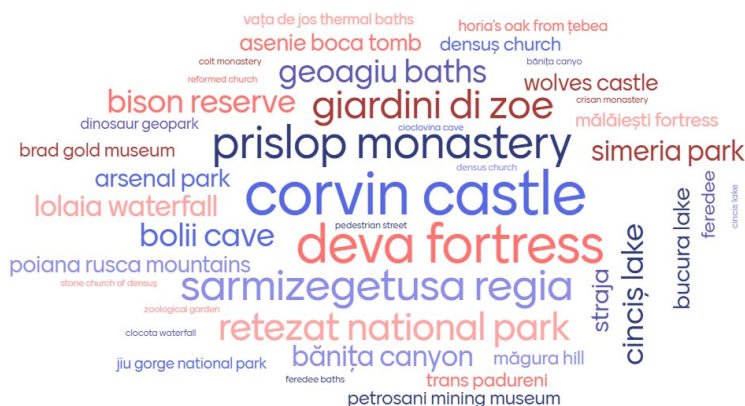 vața de jos thermal baths
horia's oak from țebea
asenie boca tomb
densuș church
colt monastery
bănița canyo
geoagiu baths
reformed church
wolves castle
bison reserve
giardini di zoe
crisan monastery
dinosaur geopark
cioclovina cave
mălăiești fortress
prislop monastery
brad gold museum
simeria park
densus church
arsenal park
corvin castle
feredee
cincis lake
lolaia waterfall
pedestrian street
bucura lake
bolii cave
deva fortress
cinciș lake
poiana rusca mountains
straja
stone church of densuș
sarmizegetusa regia
zoological garden
retezat national park
clocota waterfall
jiu gorge national park
bănița canyon
măgura hill
feredee baths
trans padureni
petrosani mining museum